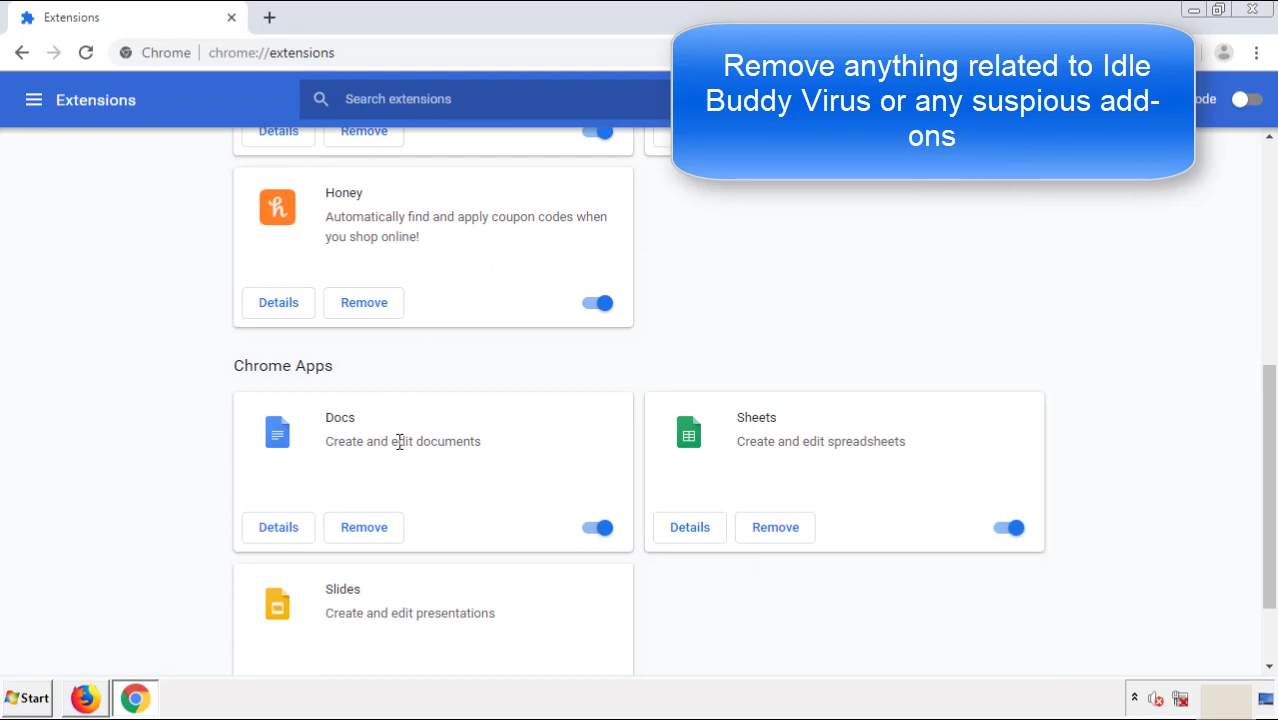 Extensions
Chrome
chrome://extensions
Extensions
Search extensions
ode
Remove anything related to Idle
Buddy Virus or any suspious add-
ons
Details
Remove
Honey
Automatically find and apply coupon codes when
you shop online!
Details
Remove
Chrome Apps
Docs
Create and edit documents
Details
Remove
Sheets
Create and edit spreadsheets
Details
Remove
Slides
Create and edit presentations
Start